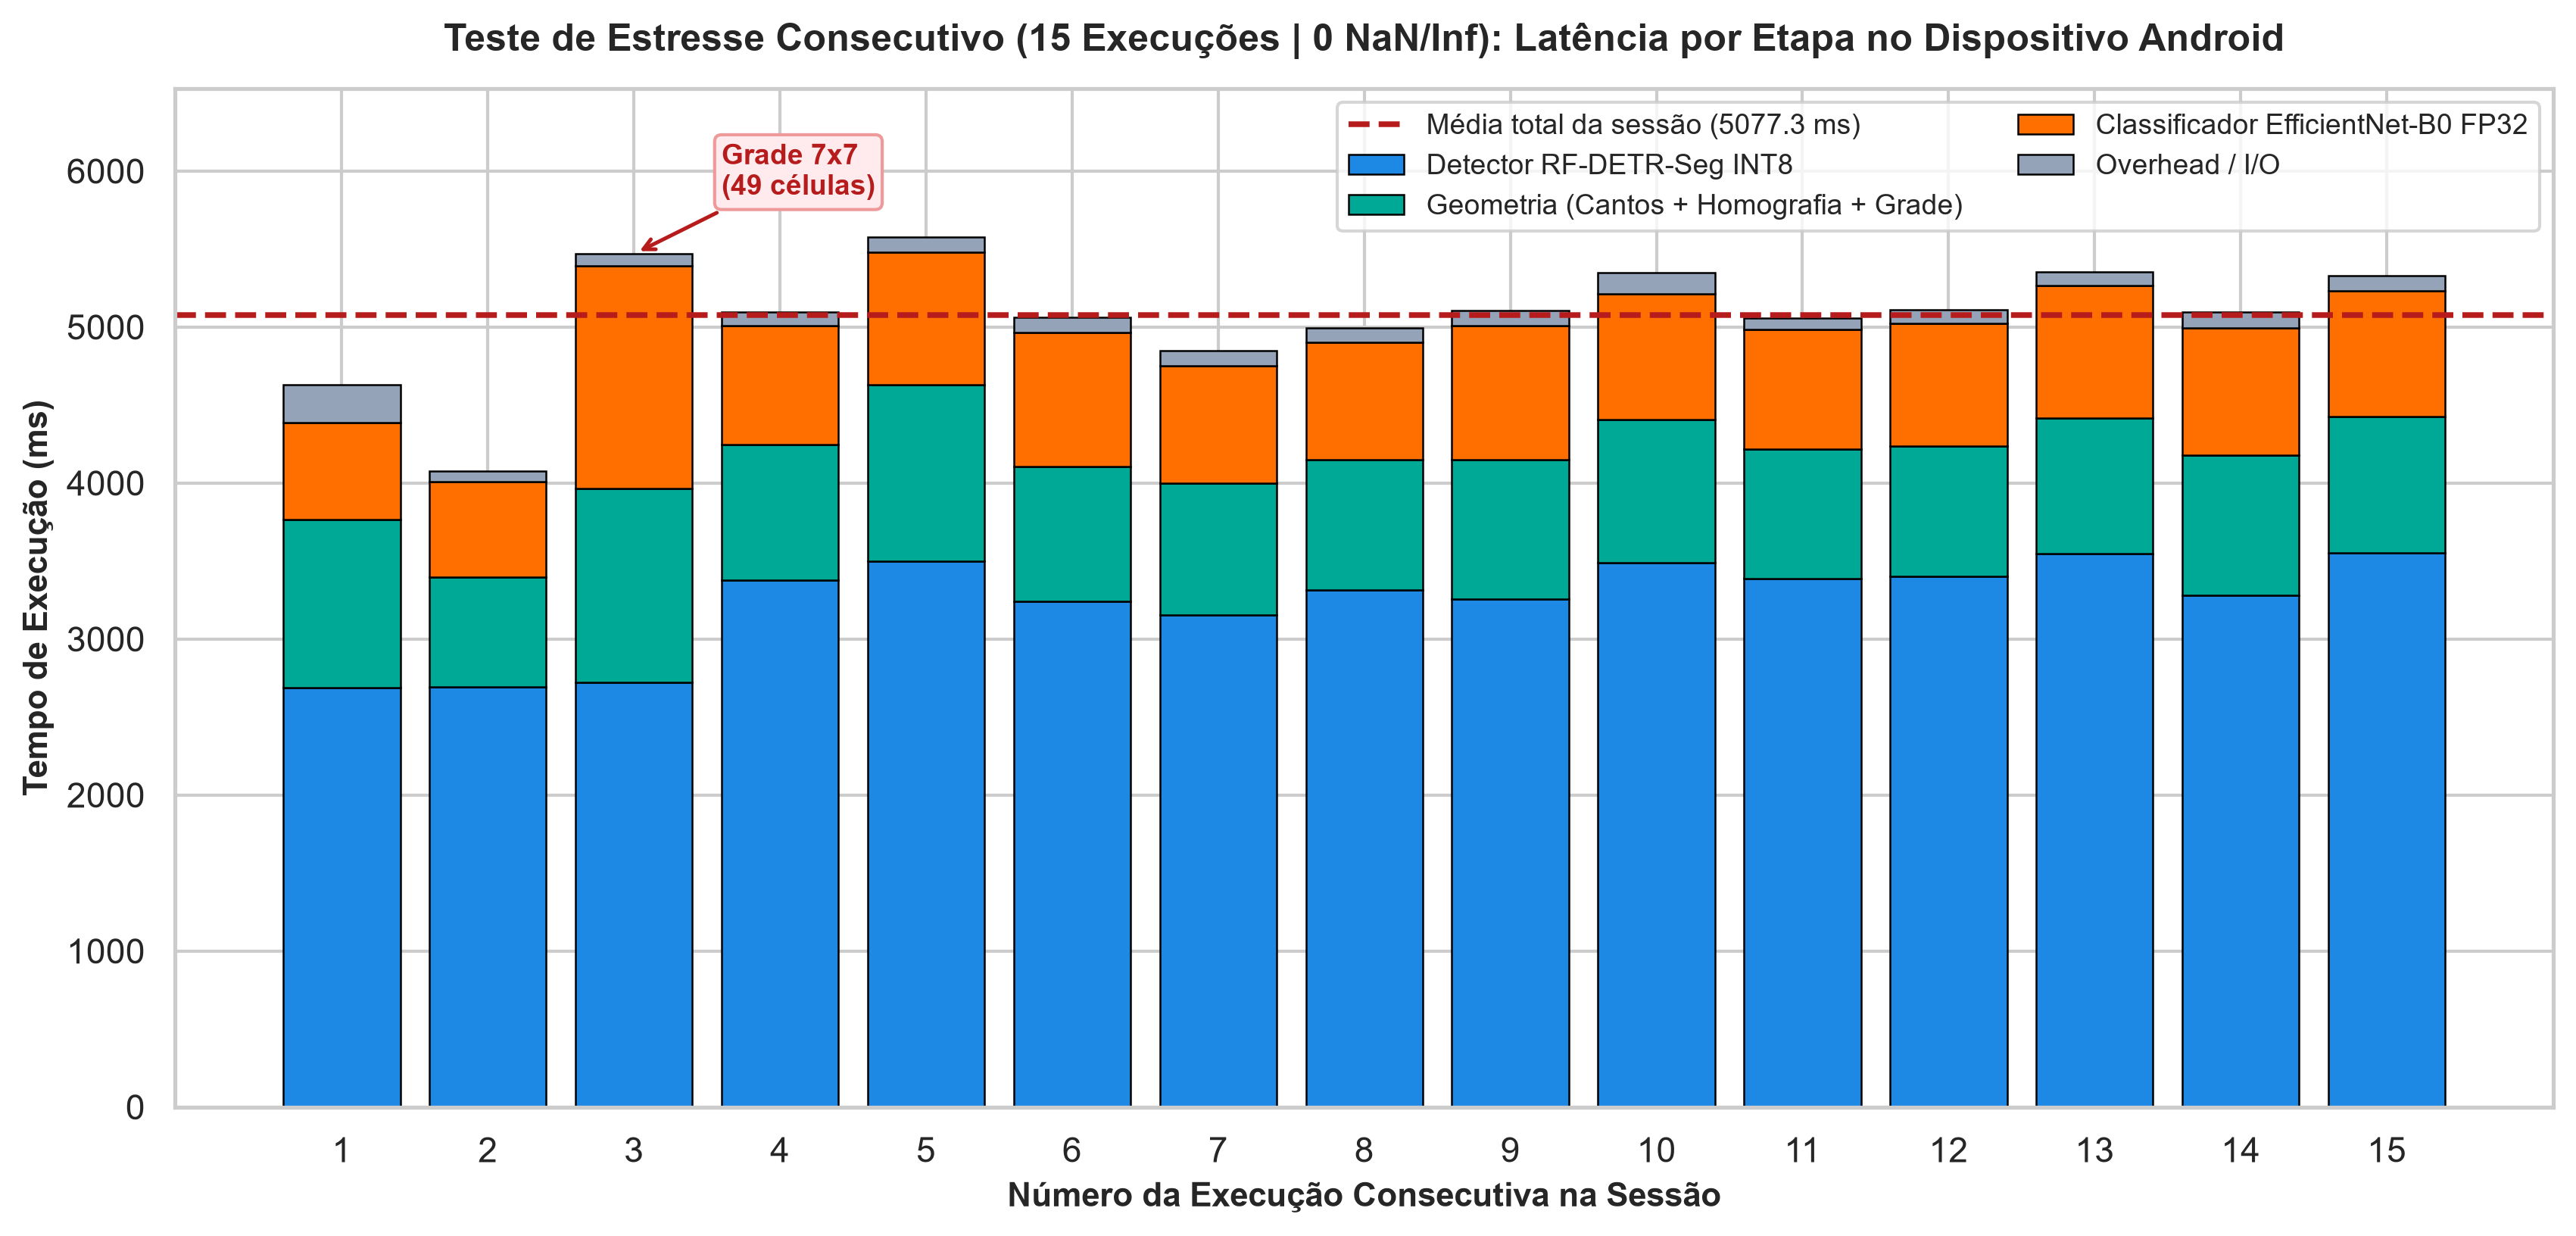 Teste de Estresse Consecutivo (15 Execuções | 0 NaN/Inf): Latência por Etapa no Dispositivo Android
Média total da sessão (5077.3 ms)
Detector RF-DETR-Seg INT8
Geometria (Cantos + Homografia + Grade)
Classificador EfficientNet-B0 FP32
Overhead / I/O
Grade 7x7
(49 células)
Tempo de Execução (ms)
6000
5000
4000
3000
2000
1000
0
1 2 3 4 5 6 7 8 9 10 11 12 13 14 15
Número da Execução Consecutiva na Sessão